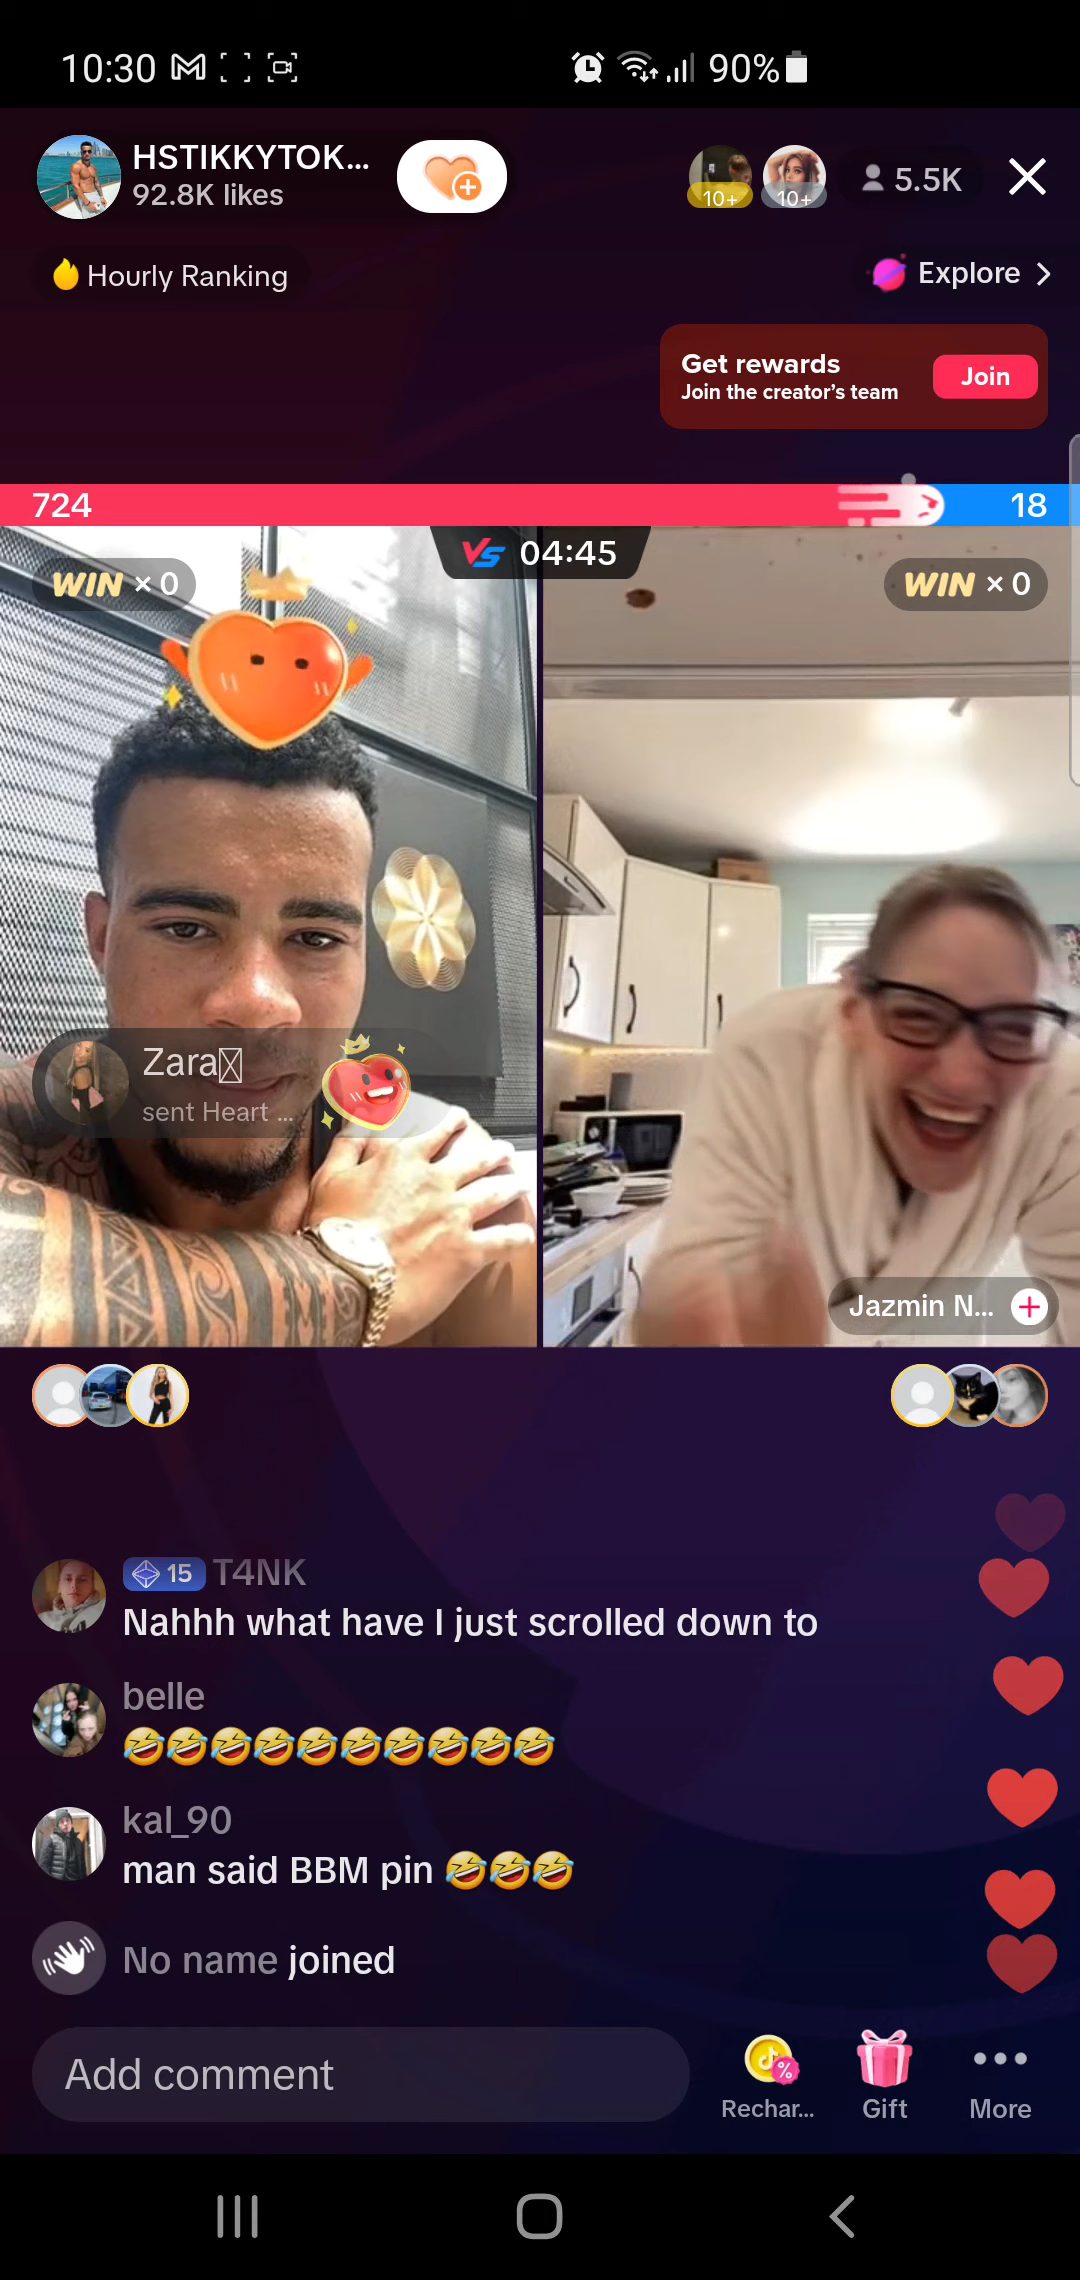 10:30
90%
HSTIKKYTOK...
92.8K likes
10+
10+
5.5K
Hourly Ranking
Explore
Get rewards
Join the creator's team
Join
724
18
VS 04:45
WIN × 0
WIN × 0
Zara
sent Heart ...
Jazmin N...
15 T4NK
Nahhh what have I just scrolled down to
belle
🤣🤣🤣🤣🤣🤣🤣🤣🤣🤣
kal_90
man said BBM pin 🤣🤣🤣
No name joined
Add comment
Rechar...
Gift
More